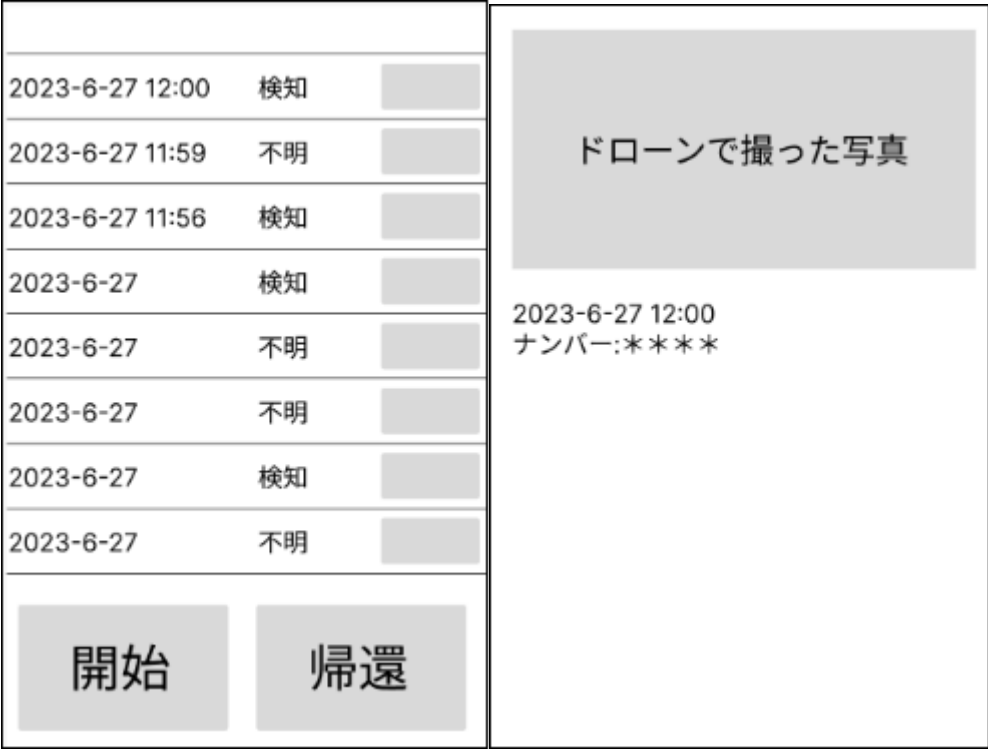 2023-6-27 12:00 検知
2023-6-27 11:59 不明
2023-6-27 11:56 検知
2023-6-27 検知
2023-6-27 不明
2023-6-27 不明
2023-6-27 検知
2023-6-27 不明
開始 帰還
ドローンで撮った写真
2023-6-27 12:00
ナンバー:＊＊＊＊